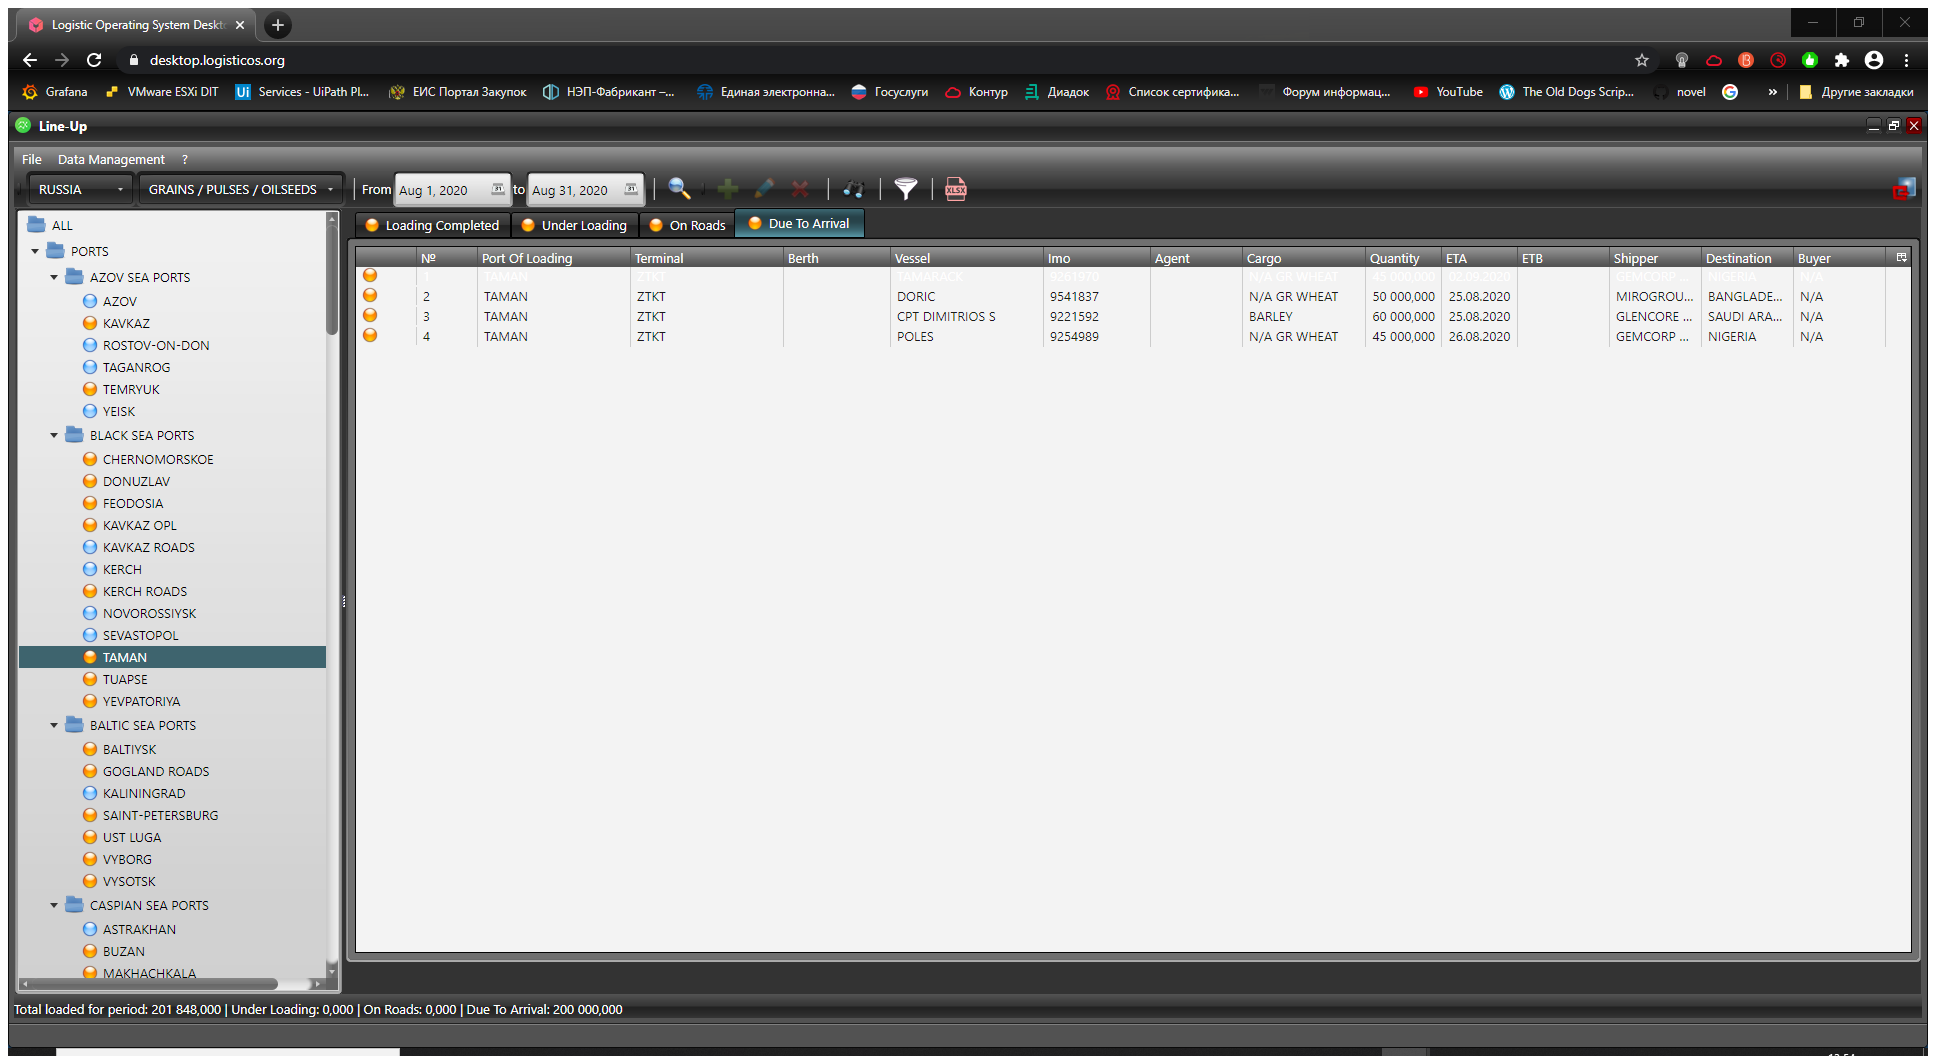 Logistic Operating System Deskt
desktop.logisticos.org
Grafana VMware ESXi DIT Ui Services - UiPath Pl... ЕИС Портал Закупок НЭП-Фабрикант –... Единая электронна... Госуслуги Контур Диадок Список сертифика... Форум информац... YouTube The Old Dogs Scrip... novel » Другие закладки
Line-Up
File Data Management ?
RUSSIA GRAINS / PULSES / OILSEEDS From Aug 1, 2020 31 to Aug 31, 2020 31 XLSX
Loading Completed Under Loading On Roads Due To Arrival
№ Port Of Loading Terminal Berth Vessel Imo Agent Cargo Quantity ETA ETB Shipper Destination Buyer
1 TAMAN ZTKT TAMARACK 9261970 N/A GR WHEAT 45 000,000 02.09.2020 GEMCORP ... NIGERIA N/A
2 TAMAN ZTKT DORIC 9541837 N/A GR WHEAT 50 000,000 25.08.2020 MIROGROU... BANGLADE... N/A
3 TAMAN ZTKT CPT DIMITRIOS S 9221592 BARLEY 60 000,000 25.08.2020 GLENCORE ... SAUDI ARA... N/A
4 TAMAN ZTKT POLES 9254989 N/A GR WHEAT 45 000,000 26.08.2020 GEMCORP ... NIGERIA N/A
ALL
PORTS
AZOV SEA PORTS
AZOV
KAVKAZ
ROSTOV-ON-DON
TAGANROG
TEMRYUK
YEISK
BLACK SEA PORTS
CHERNOMORSKOE
DONUZLAV
FEODOSIA
KAVKAZ OPL
KAVKAZ ROADS
KERCH
KERCH ROADS
NOVOROSSIYSK
SEVASTOPOL
TAMAN
TUAPSE
YEVPATORIYA
BALTIC SEA PORTS
BALTIYSK
GOGLAND ROADS
KALININGRAD
SAINT-PETERSBURG
UST LUGA
VYBORG
VYSOTSK
CASPIAN SEA PORTS
ASTRAKHAN
BUZAN
MAKHACHKALA
Total loaded for period: 201 848,000 | Under Loading: 0,000 | On Roads: 0,000 | Due To Arrival: 200 000,000